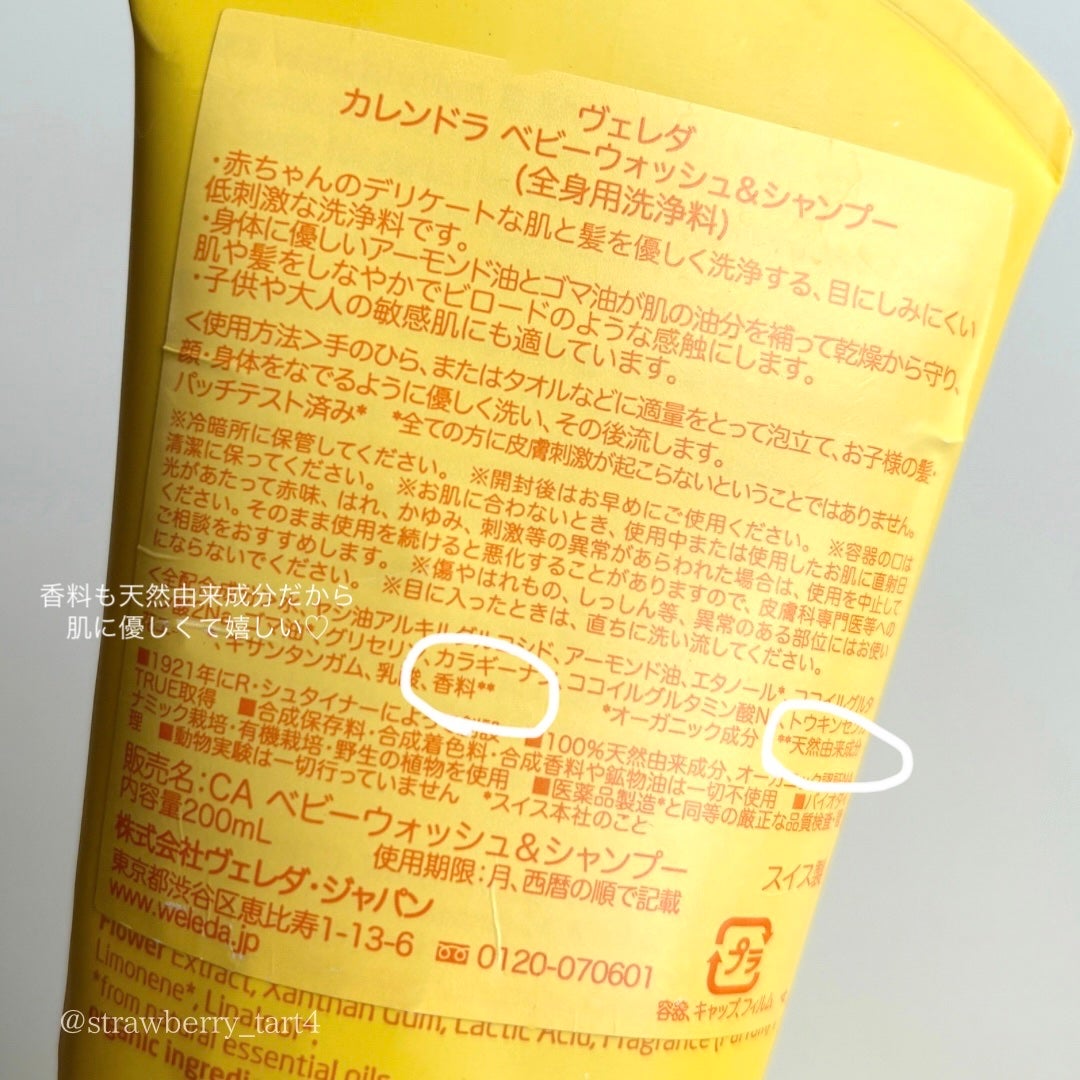 ヴェレダ
カレンドラ ベビーウォッシュ&シャンプー
(全身用洗浄料)
・赤ちゃんのデリケートな肌と髪を優しく洗浄する、目にしみにくい
低刺激な洗浄料です。
・身体に優しいアーモンド油とゴマ油が肌の油分を補って乾燥から守り、
肌や髪をしなやかでビロードのような感触にします。
・子供や大人の敏感肌にも適しています。
<使用方法>手のひら、またはタオルなどに適量をとって泡立て、お子様の髪・
顔・身体をなでるように優しく洗い、その後流します。
パッチテスト済み* *全ての方に皮膚刺激が起こらないということではありません。
※冷暗所に保管してください。 ※開封後はお早めにご使用ください。 ※容器の口は
清潔に保ってください。 ※お肌に合わないとき、使用中または使用したお肌に直射日
光があたって赤味、はれ、かゆみ、刺激等の異常があらわれた場合は、使用を中止して
ください。そのまま使用を続けると悪化することがありますので、皮膚科専門医等への
ご相談をおすすめします。 ※傷やはれもの、しっしん等、異常のある部位にはお使い
にならないでください。 ※目に入ったときは、直ちに洗い流してください。
香料も天然由来成分だから
肌に優しくて嬉しい♡
油アルキルグルコシド、アーモンド油、エタノール*、ココイルグルタ
グリセリン、カラギーナン、ココイルグルタミン酸
キサンタンガム、乳酸、香料** *オーガニック成分 **天然由来成分
■1921年にR・シュタイナーによ ■100%天然由来成分、
TRUE取得 ■合成保存料・合成着色料・合成香料や鉱物油は一切不使用
ナミック栽培・有機栽培・野生の植物を使用 ■医薬品製造*と同等の厳正な品質検査・
理 ■動物実験は一切行っていません *スイス本社のこと
販売名:CA ベビーウォッシュ&シャンプー
内容量200mL 使用期限:月、西暦の順で記載
株式会社ヴェレダ・ジャパン スイス製
東京都渋谷区恵比寿1-13-6 0120-070601
www.weleda.jp
プラ
容器、キャップ、フィルム
Flower Extract, Xanthan Gum, Lactic Acid, Fragrance
Limonene*, Linalool*.
*from natural essential oils
@strawberry_tart4